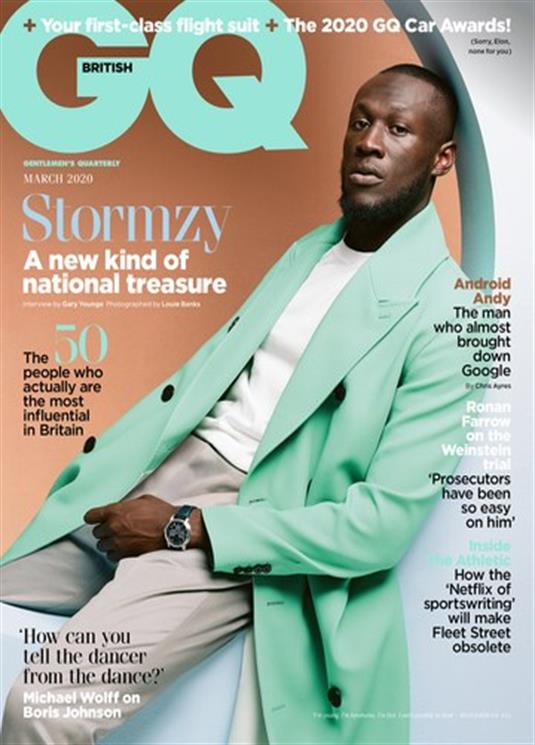 + Your first-class flight suit + The 2020 GQ Car Awards!
(Sorry, Elon,
none for you)
GQ
BRITISH
GENTLEMEN'S QUARTERLY
MARCH 2020
Stormzy
A new kind of
national treasure
Interview by Gary Younge Photographed by Louie Banks
The 50
people who
actually are
the most
influential
in Britain
Android
Andy
The man
who almost
brought
down
Google
By Chris Ayres
Ronan
Farrow
on the
Weinstein
trial
'Prosecutors
have been
so easy
on him'
Inside
the Athletic
How the
'Netflix of
sportswriting'
will make
Fleet Street
obsolete
'How can you
tell the dancer
from the dance?'
Michael Wolff on
Boris Johnson